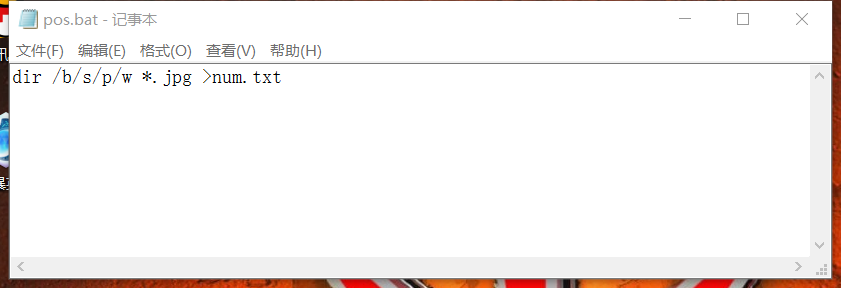 pos.bat - 记事本
文件(F) 编辑(E) 格式(O) 查看(V) 帮助(H)
dir /b/s/p/w *.jpg >num.txt
讯